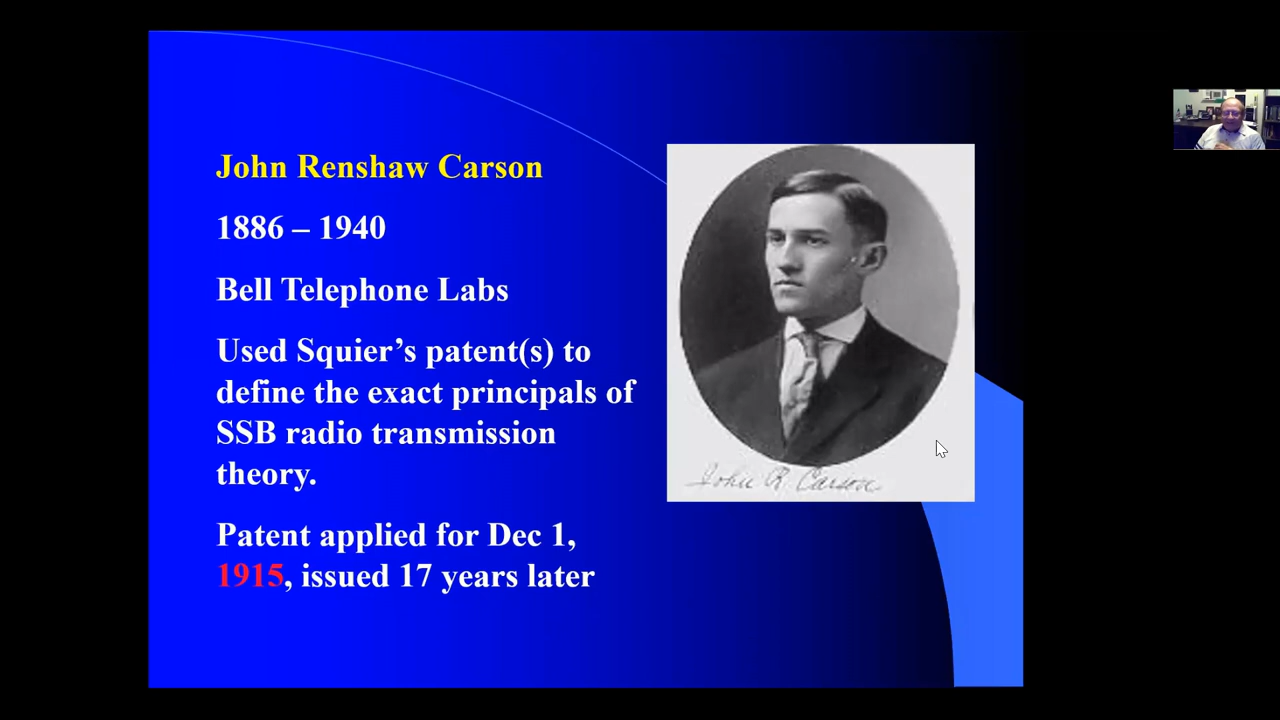 John Renshaw Carson
1886 – 1940
Bell Telephone Labs
Used Squier’s patent(s) to
define the exact principals of
SSB radio transmission
theory.
Patent applied for Dec 1,
1915, issued 17 years later
John R. Carson